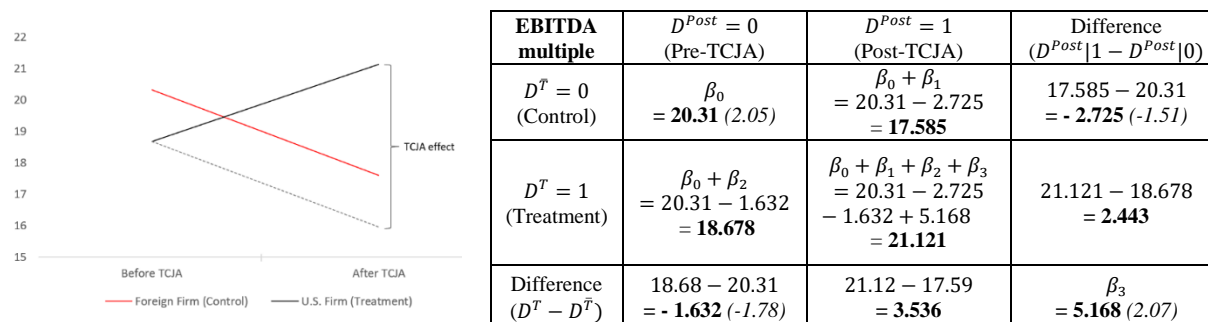 22
21
20
19
18
17
16
15
TCJA effect
Before TCJA
After TCJA
Foreign Firm (Control)
U.S. Firm (Treatment)
EBITDA
multiple
D^{Post} = 0
(Pre-TCJA)
D^{Post} = 1
(Post-TCJA)
Difference
(D^{Post}|1 − D^{Post}|0)
D^{T̄} = 0
(Control)
β₀
= 20.31 (2.05)
β₀ + β₁
= 20.31 − 2.725
= 17.585
17.585 − 20.31
= - 2.725 (-1.51)
D^{T} = 1
(Treatment)
β₀ + β₂
= 20.31 − 1.632
= 18.678
β₀ + β₁ + β₂ + β₃
= 20.31 − 2.725
− 1.632 + 5.168
= 21.121
21.121 − 18.678
= 2.443
Difference
(D^{T} − D^{T̄})
18.68 − 20.31
= - 1.632 (-1.78)
21.12 − 17.59
= 3.536
β₃
= 5.168 (2.07)